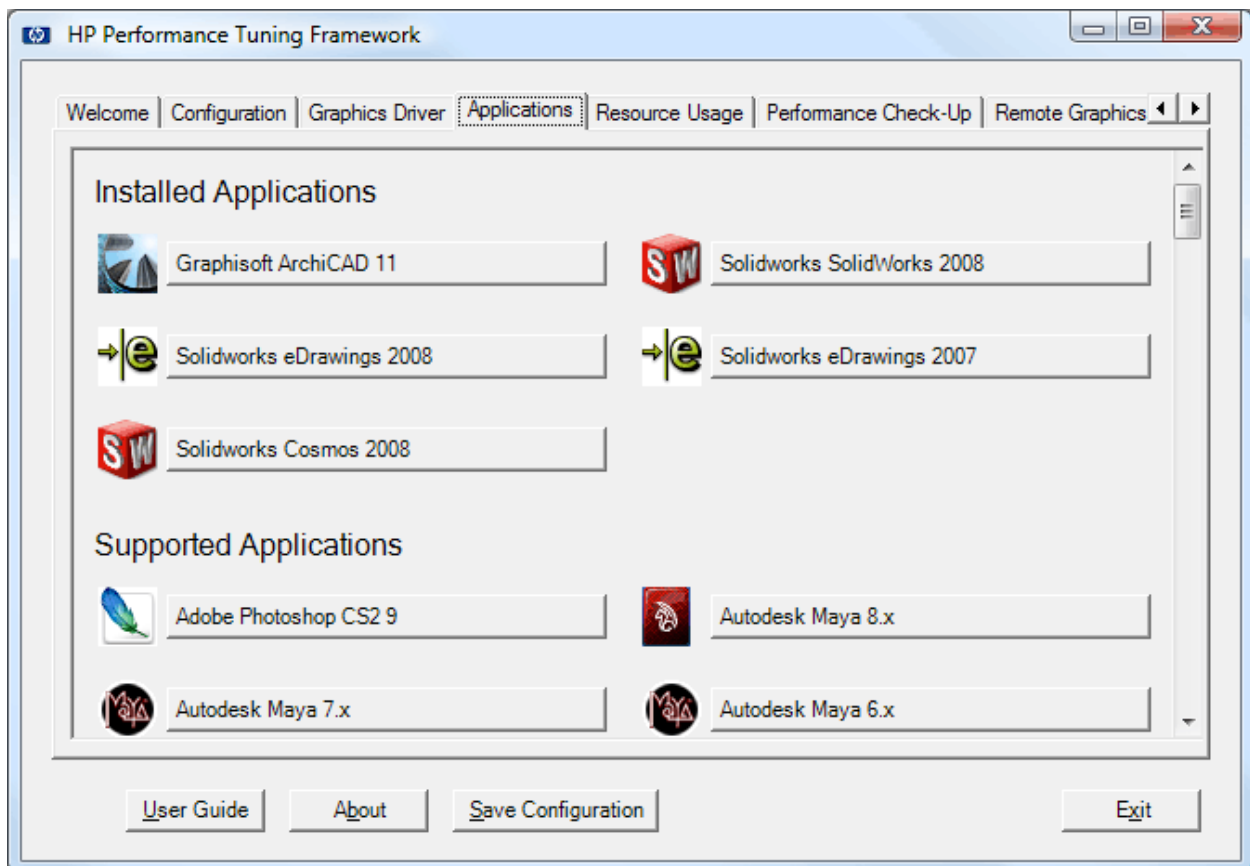 HP Performance Tuning Framework
Welcome Configuration Graphics Driver Applications Resource Usage Performance Check-Up Remote Graphics
Installed Applications
Graphisoft ArchiCAD 11 Solidworks SolidWorks 2008
Solidworks eDrawings 2008 Solidworks eDrawings 2007
Solidworks Cosmos 2008
Supported Applications
Adobe Photoshop CS2 9 Autodesk Maya 8.x
Autodesk Maya 7.x Autodesk Maya 6.x
User Guide About Save Configuration Exit